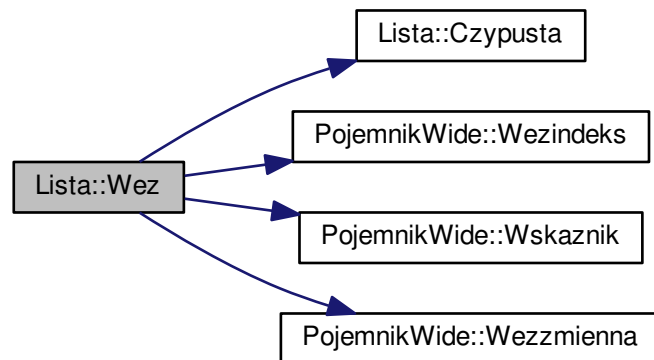 Lista::Czypusta
PojemnikWide::Wezindeks
Lista::Wez
PojemnikWide::Wskaznik
PojemnikWide::Wezzmienna